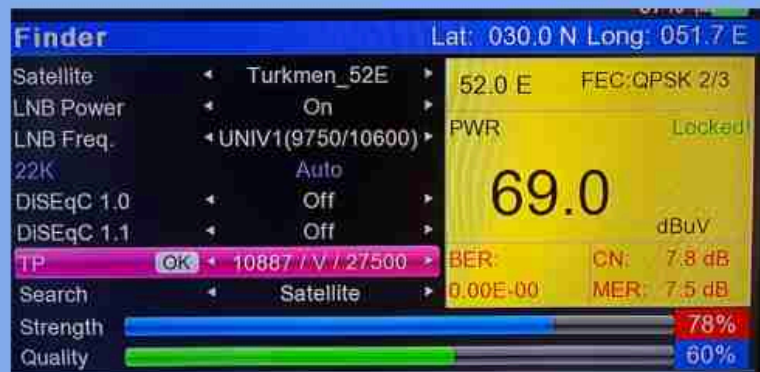 Finder
Lat: 030.0 N Long: 051.7 E
Satellite Turkmen_52E
LNB Power On
LNB Freq. UNIV1(9750/10600)
22K Auto
DiSEqC 1.0 Off
DiSEqC 1.1 Off
TP OK 10887 / V / 27500
Search Satellite
52.0 E FEC:QPSK 2/3
PWR Locked!
69.0
dBuV
BER: CN: 7.8 dB
0.00E-00 MER: 7.5 dB
Strength 78%
Quality 60%